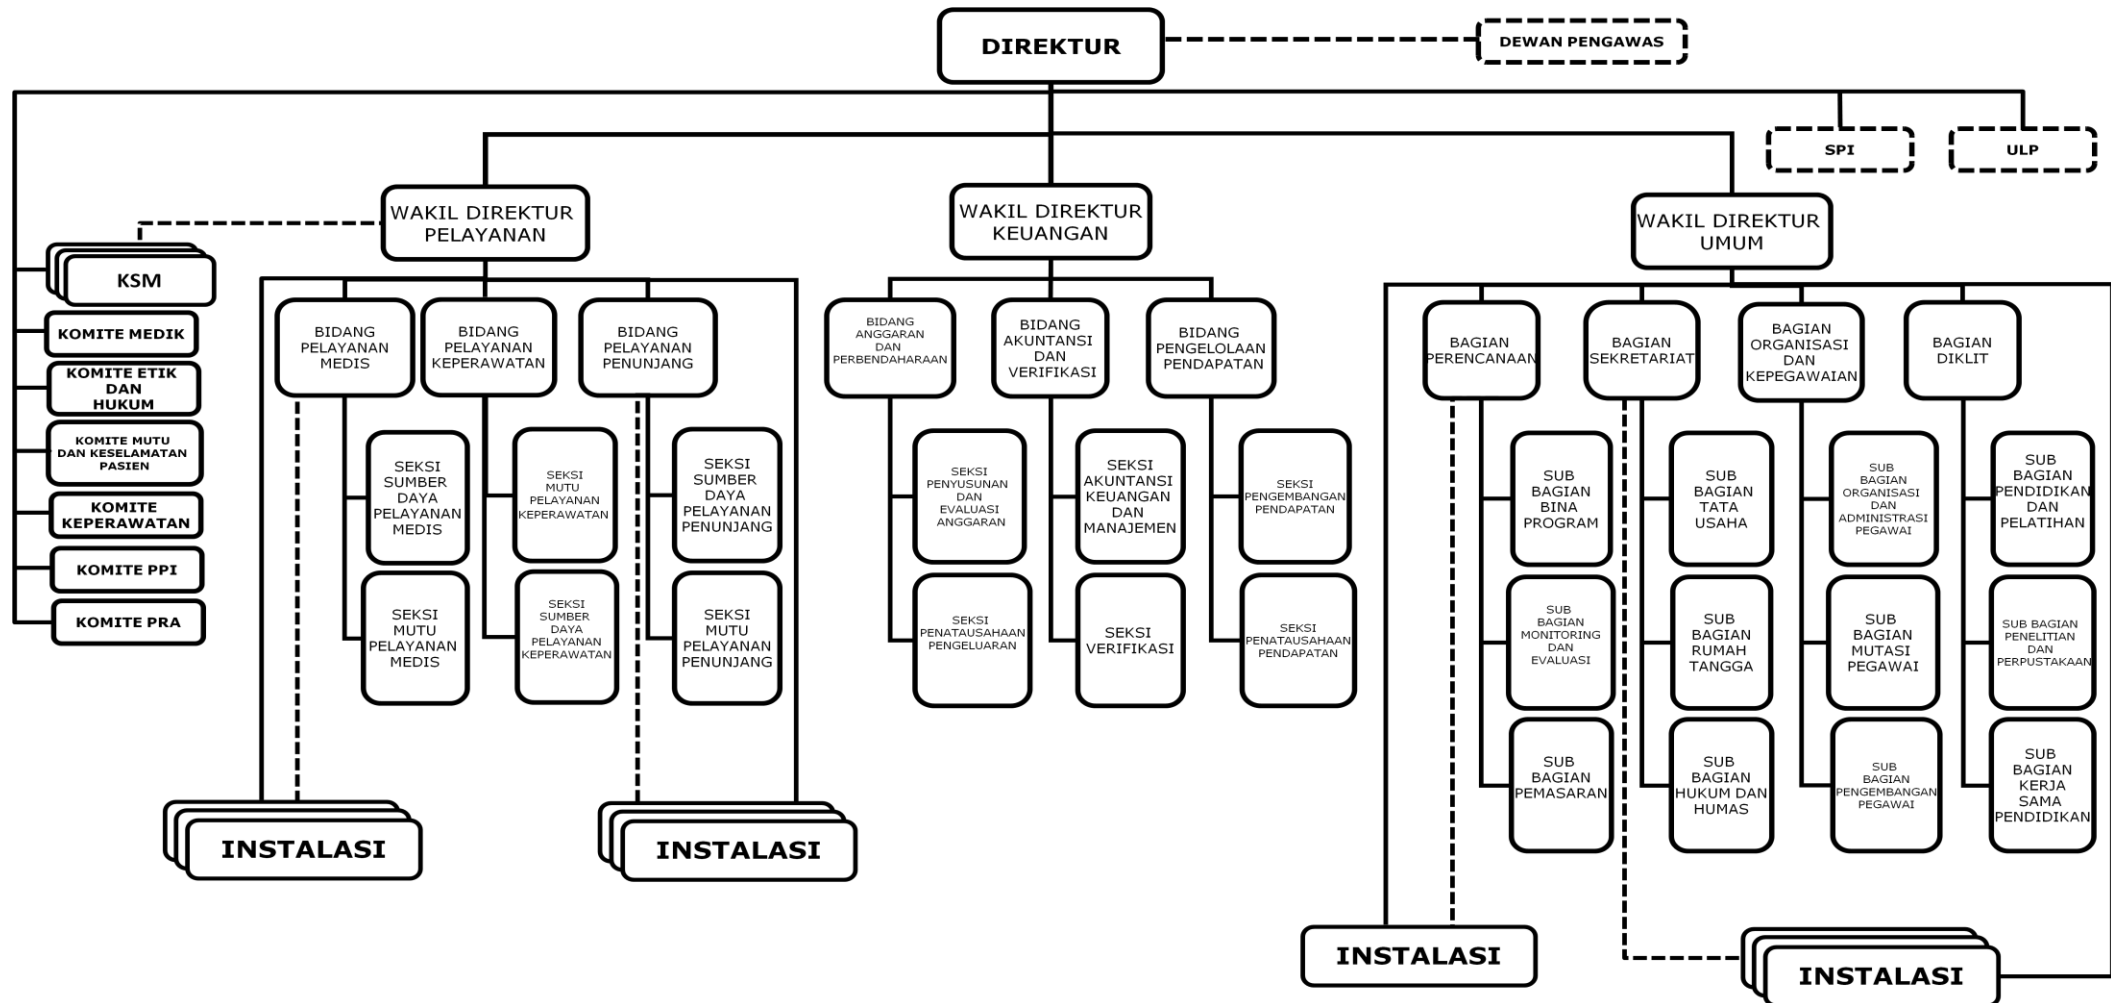 DIREKTUR
DEWAN PENGAWAS
SPI
ULP
WAKIL DIREKTUR
PELAYANAN
WAKIL DIREKTUR
KEUANGAN
WAKIL DIREKTUR
UMUM
KSM
KOMITE MEDIK
KOMITE ETIK
DAN
HUKUM
KOMITE MUTU
DAN KESELAMATAN
PASIEN
KOMITE
KEPERAWATAN
KOMITE PPI
KOMITE PRA
BIDANG
PELAYANAN
MEDIS
BIDANG
PELAYANAN
KEPERAWATAN
BIDANG
PELAYANAN
PENUNJANG
BIDANG
ANGGARAN
DAN
PERBENDAHARAAN
BIDANG
AKUNTANSI
DAN
VERIFIKASI
BIDANG
PENGELOLAAN
PENDAPATAN
BAGIAN
PERENCANAAN
BAGIAN
SEKRETARIAT
BAGIAN
ORGANISASI
DAN
KEPEGAWAIAN
BAGIAN
DIKLIT
SEKSI
SUMBER
DAYA
PELAYANAN
MEDIS
SEKSI
MUTU
PELAYANAN
KEPERAWATAN
SEKSI
SUMBER
DAYA
PELAYANAN
PENUNJANG
SEKSI
PENYUSUNAN
DAN
EVALUASI
ANGGARAN
SEKSI
AKUNTANSI
KEUANGAN
DAN
MANAJEMEN
SEKSI
PENGEMBANGAN
PENDAPATAN
SUB
BAGIAN
BINA
PROGRAM
SUB
BAGIAN
TATA
USAHA
SUB
BAGIAN
ORGANISASI
DAN
ADMINISTRASI
PEGAWAI
SUB
BAGIAN
PENDIDIKAN
DAN
PELATIHAN
SEKSI
MUTU
PELAYANAN
MEDIS
SEKSI
SUMBER
DAYA
PELAYANAN
KEPERAWATAN
SEKSI
MUTU
PELAYANAN
PENUNJANG
SEKSI
PENATAUSAHAAN
PENGELUARAN
SEKSI
VERIFIKASI
SEKSI
PENATAUSAHAAN
PENDAPATAN
SUB
BAGIAN
MONITORING
DAN
EVALUASI
SUB
BAGIAN
RUMAH
TANGGA
SUB
BAGIAN
MUTASI
PEGAWAI
SUB BAGIAN
PENELITIAN
DAN
PERPUSTAKAAN
SUB
BAGIAN
PEMASARAN
SUB
BAGIAN
HUKUM DAN
HUMAS
SUB
BAGIAN
PENGEMBANGAN
PEGAWAI
SUB
BAGIAN
KERJA
SAMA
PENDIDIKAN
INSTALASI
INSTALASI
INSTALASI
INSTALASI